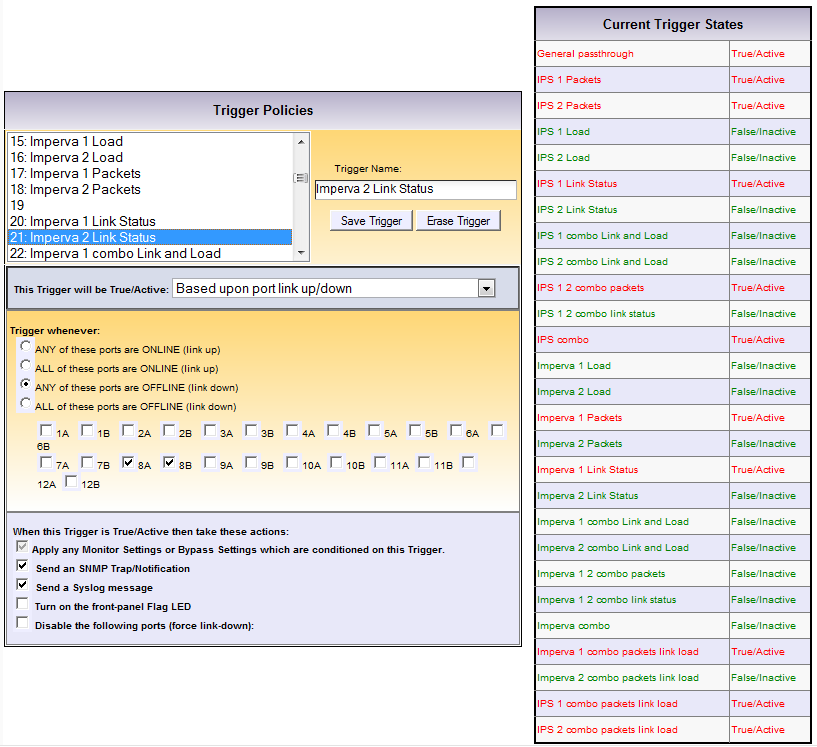 Trigger Policies
15: Imperva 1 Load
16: Imperva 2 Load
17: Imperva 1 Packets
18: Imperva 2 Packets
19
20: Imperva 1 Link Status
21: Imperva 2 Link Status
22: Imperva 1 combo Link and Load
Trigger Name:
Imperva 2 Link Status
Save Trigger Erase Trigger
This Trigger will be True/Active: Based upon port link up/down
Trigger whenever:
ANY of these ports are ONLINE (link up)
ALL of these ports are ONLINE (link up)
ANY of these ports are OFFLINE (link down)
ALL of these ports are OFFLINE (link down)
1A 1B 2A 2B 3A 3B 4A 4B 5A 5B 6A
6B
7A 7B 8A 8B 9A 9B 10A 10B 11A 11B
12A 12B
When this Trigger is True/Active then take these actions:
Apply any Monitor Settings or Bypass Settings which are conditioned on this Trigger.
Send an SNMP Trap/Notification
Send a Syslog message
Turn on the front-panel Flag LED
Disable the following ports (force link-down):
Current Trigger States
General passthrough True/Active
IPS 1 Packets True/Active
IPS 2 Packets True/Active
IPS 1 Load False/Inactive
IPS 2 Load False/Inactive
IPS 1 Link Status True/Active
IPS 2 Link Status False/Inactive
IPS 1 combo Link and Load False/Inactive
IPS 2 combo Link and Load False/Inactive
IPS 1 2 combo packets True/Active
IPS 1 2 combo link status False/Inactive
IPS combo True/Active
Imperva 1 Load False/Inactive
Imperva 2 Load False/Inactive
Imperva 1 Packets True/Active
Imperva 2 Packets False/Inactive
Imperva 1 Link Status True/Active
Imperva 2 Link Status False/Inactive
Imperva 1 combo Link and Load False/Inactive
Imperva 2 combo Link and Load False/Inactive
Imperva 1 2 combo packets False/Inactive
Imperva 1 2 combo link status False/Inactive
Imperva combo False/Inactive
Imperva 1 combo packets link load True/Active
Imperva 2 combo packets link load False/Inactive
IPS 1 combo packets link load True/Active
IPS 2 combo packets link load True/Active